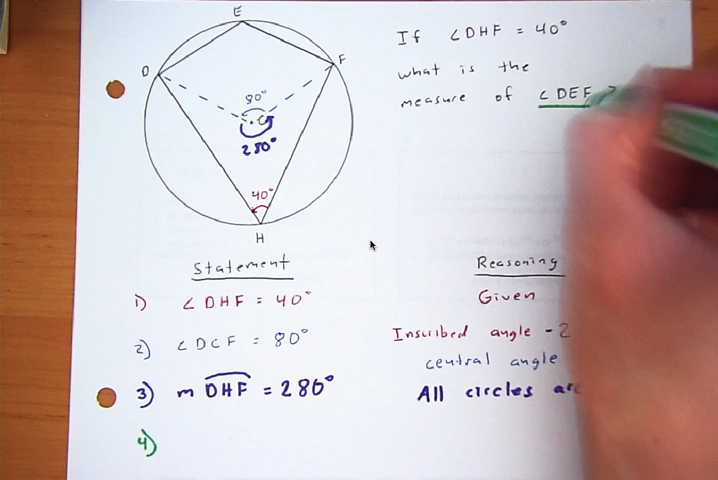 E
D
F
80°
C
280°
40°
H
If ∠DHF = 40°
what is the
measure of ∠DEF ?
Statement
Reasoning
1) ∠DHF = 40°
Given
2) ∠DCF = 80°
Inscribed angle - 2
central angle
3) m DHF = 280°
All circles
4)